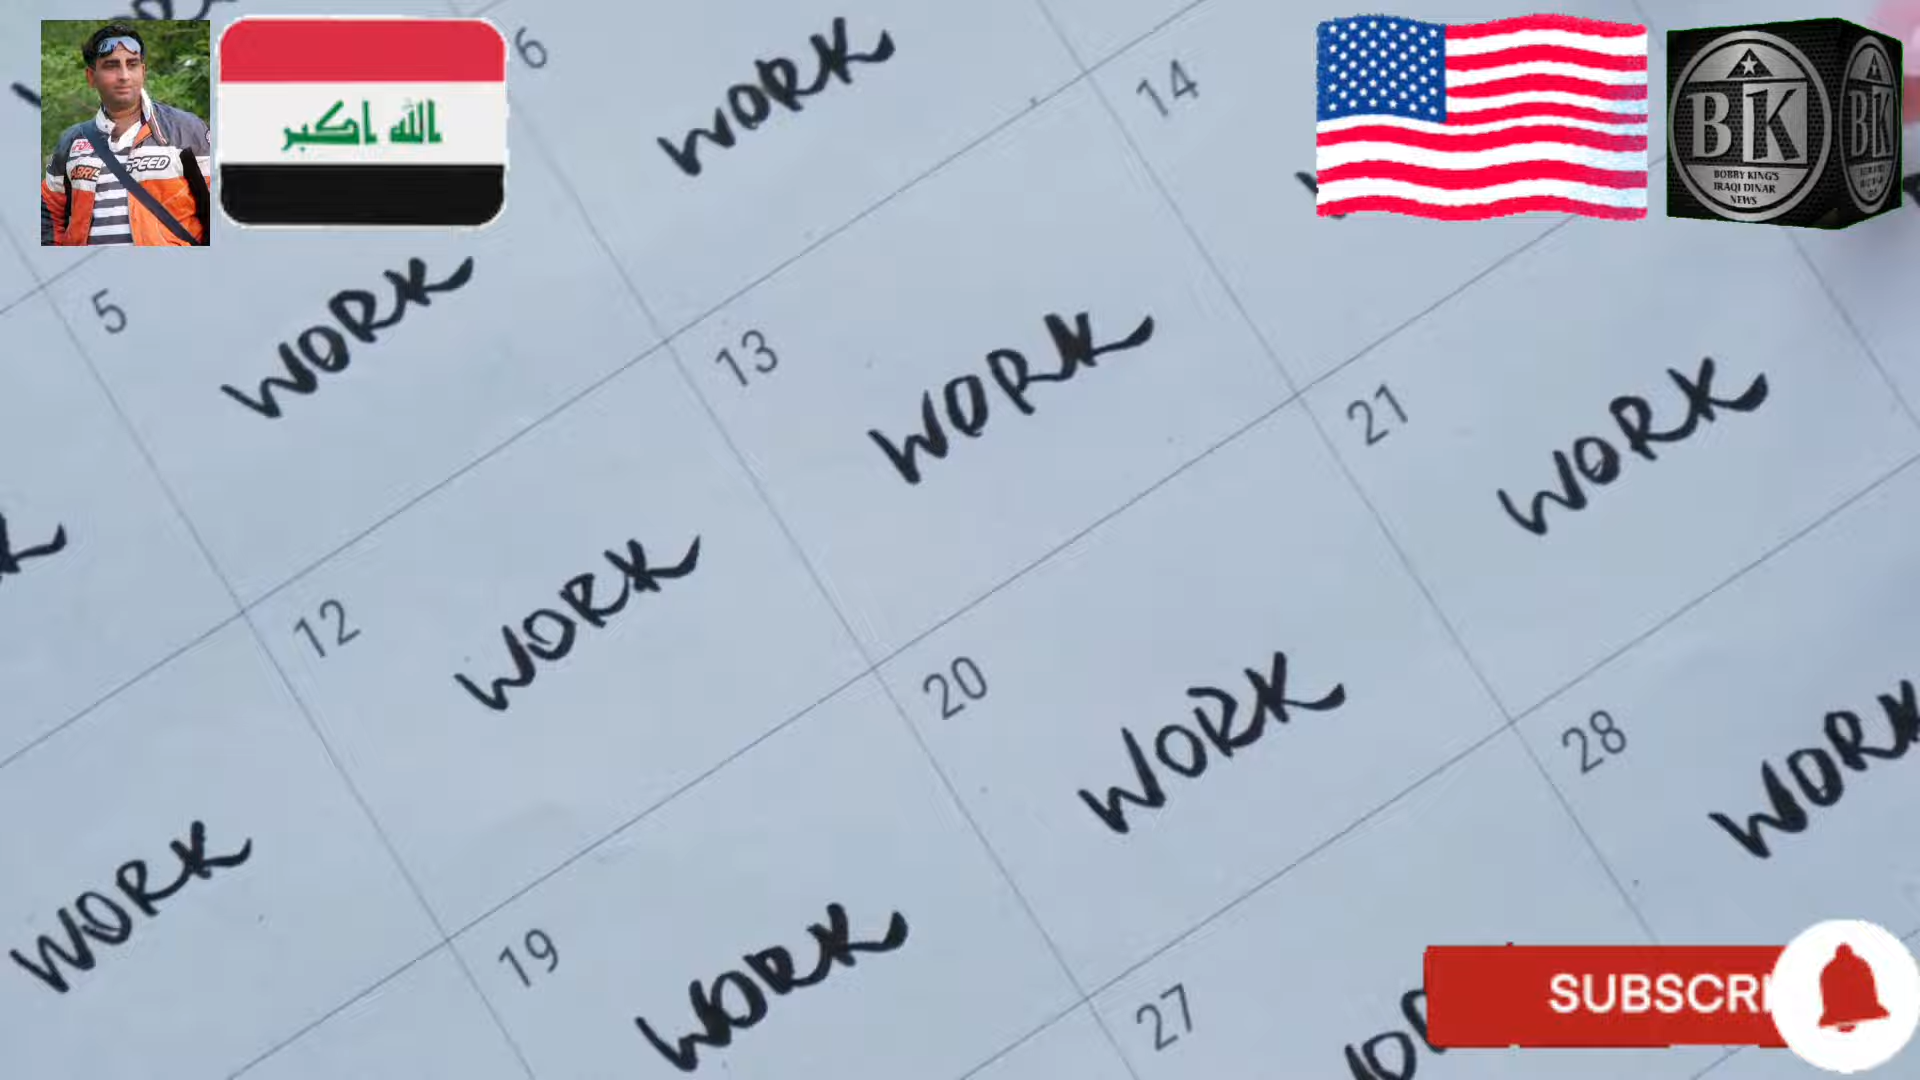 الله اكبر
SPEED
BK
BOBBY KING'S
IRAQI DINAR
NEWS
BK
6
WORK
14
5
WORK
13
WORK
21
WORK
12
WORK
20
WORK
28
WORK
WORK
19
WORK
27
SUBSCRI